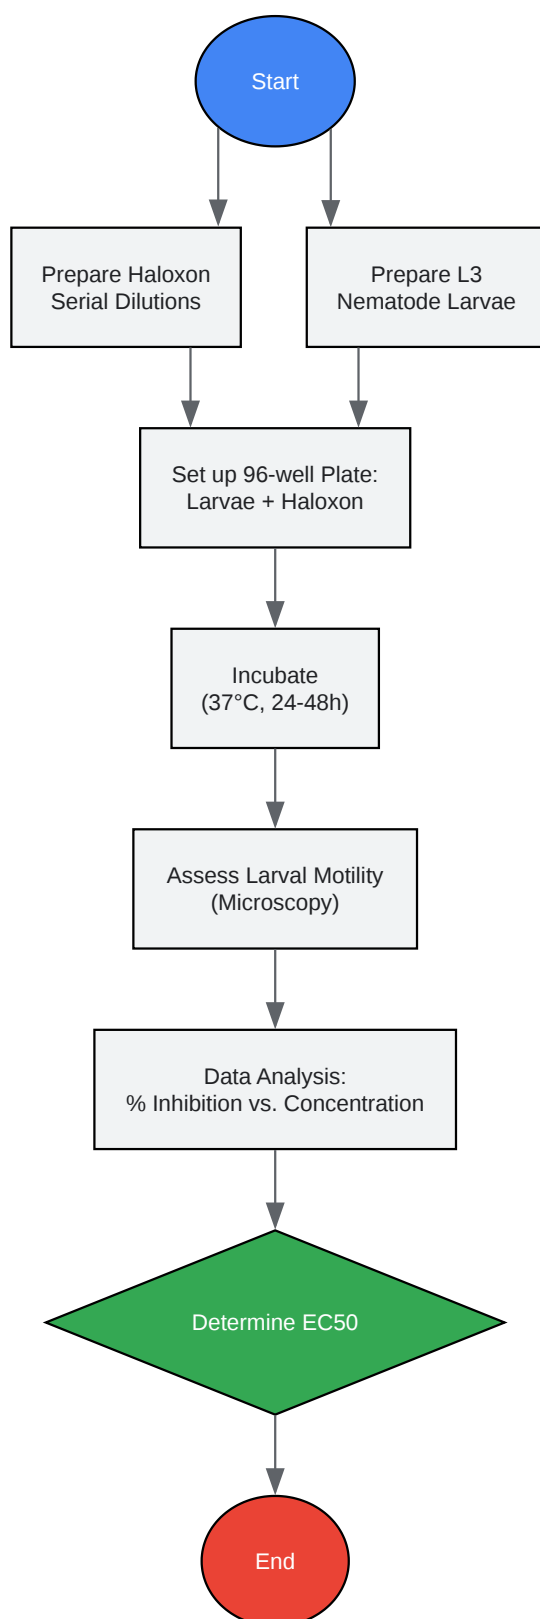 Start
Prepare Haloxon
Serial Dilutions
Prepare L3
Nematode Larvae
Set up 96-well Plate:
Larvae + Haloxon
Incubate
(37°C, 24-48h)
Assess Larval Motility
(Microscopy)
Data Analysis:
% Inhibition vs. Concentration
Determine EC50
End